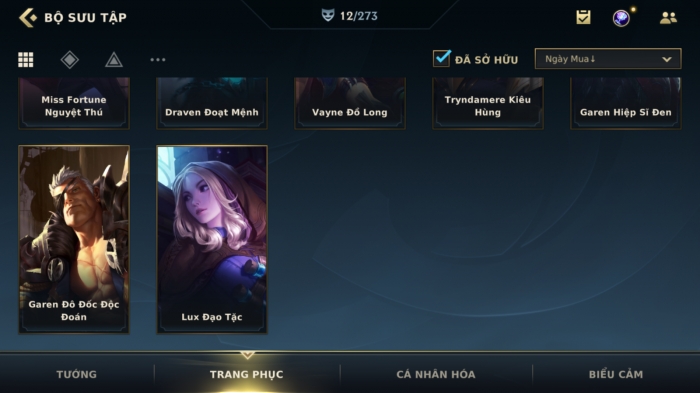 BỘ SƯU TẬP
12/273
ĐÃ SỞ HỮU
Ngày Mua↓
Miss Fortune
Nguyệt Thú
Draven Đoạt Mệnh
Vayne Đồ Long
Tryndamere Kiêu
Hùng
Garen Hiệp Sĩ Đen
Garen Đô Đốc Độc
Đoán
Lux Đạo Tặc
TƯỚNG
TRANG PHỤC
CÁ NHÂN HÓA
BIỂU CẢM